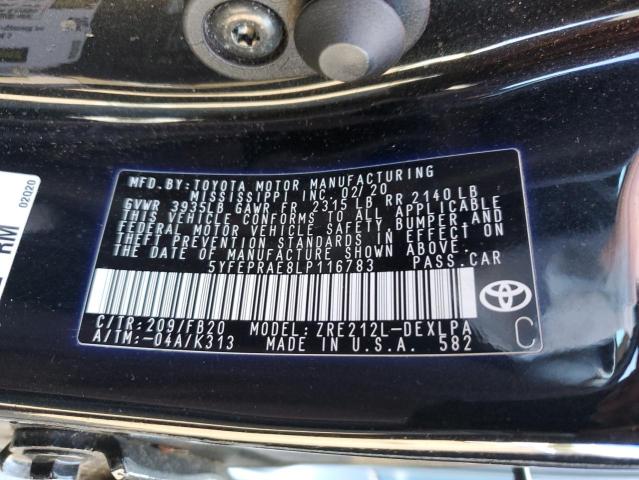 MFD.BY:TOYOTA MOTOR MANUFACTURING
MISSISSIPPI INC. 02/20
GVWR 3935LB GAWR FR 2315 LB RR 2140 LB
THIS VEHICLE CONFORMS TO ALL APPLICABLE
FEDERAL MOTOR VEHICLE SAFETY, BUMPER, AND
THEFT PREVENTION STANDARDS IN EFFECT ON
THE DATE OF MANUFACTURE SHOWN ABOVE.
5YFEPRAE8LP116783 PASS.CAR
C/TR:209/FB20 MODEL:ZRE212L-DEXLPA
A/TM:-04A/K313 MADE IN U.S.A. 582
C
02020
RM